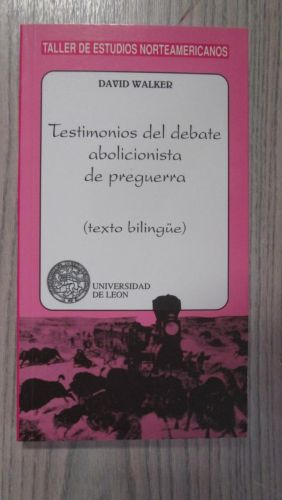 TALLER DE ESTUDIOS NORTEAMERICANOS
DAVID WALKER
Testimonios del debate
abolicionista
de preguerra
(texto bilingüe)
UNIVERSIDAD
DE LEON